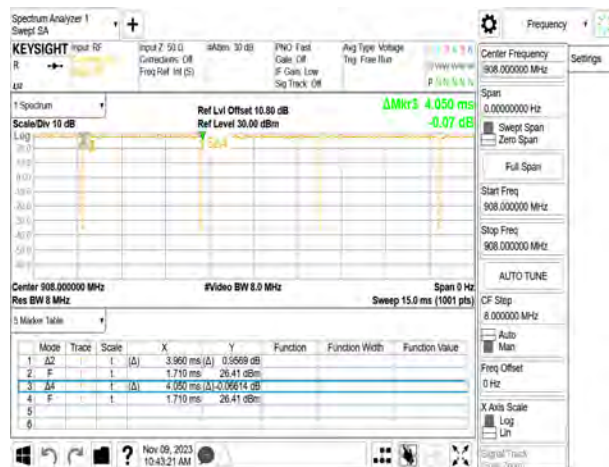 Spectrum Analyzer 1
Swept SA
+
Frequency
KEYSIGHT Input: RF
Input Z: 50 Ω
#Atten: 30 dB
PNO: Fast
Avg Type: Voltage
R
Corrections: Off
Gate: Off
Trig: Free Run
Freq Ref: Int (S)
IF Gain: Low
Sig Track: Off
P N N N N N
Center Frequency
908.000000 MHz
Settings
1 Spectrum
Scale/Div 10 dB
Ref Lvl Offset 10.80 dB
Ref Level 30.00 dBm
ΔMkr3 4.050 ms
-0.07 dB
Log
Span
0.00000000 Hz
Swept Span
Zero Span
Full Span
Start Freq
908.000000 MHz
Stop Freq
908.000000 MHz
AUTO TUNE
CF Step
8.000000 MHz
Auto
Man
Freq Offset
0 Hz
X Axis Scale
Log
Lin
Signal Track
Center 908.000000 MHz
#Video BW 8.0 MHz
Span 0 Hz
Res BW 8 MHz
Sweep 15.0 ms (1001 pts)
5 Marker Table
Mode Trace Scale X Y Function Function Width Function Value
1 Δ2 1 t (Δ) 3.960 ms (Δ) 0.9569 dB
2 F 1 t 1.710 ms 26.41 dBm
3 Δ4 1 t (Δ) 4.050 ms (Δ) -0.06614 dB
4 F 1 t 1.710 ms 26.41 dBm
5
6
?
Nov 09, 2023
10:43:21 AM